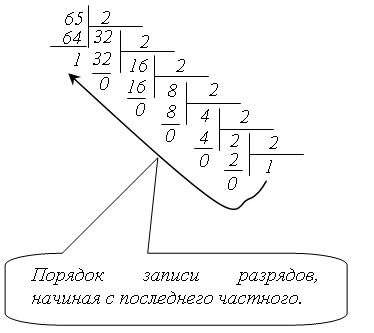 65 2
64 32 2
1 32 16 2
0 16 8 2
0 8 4 2
0 4 2 2
0 2 1
0
Порядок записи разрядов,
начиная с последнего частного.